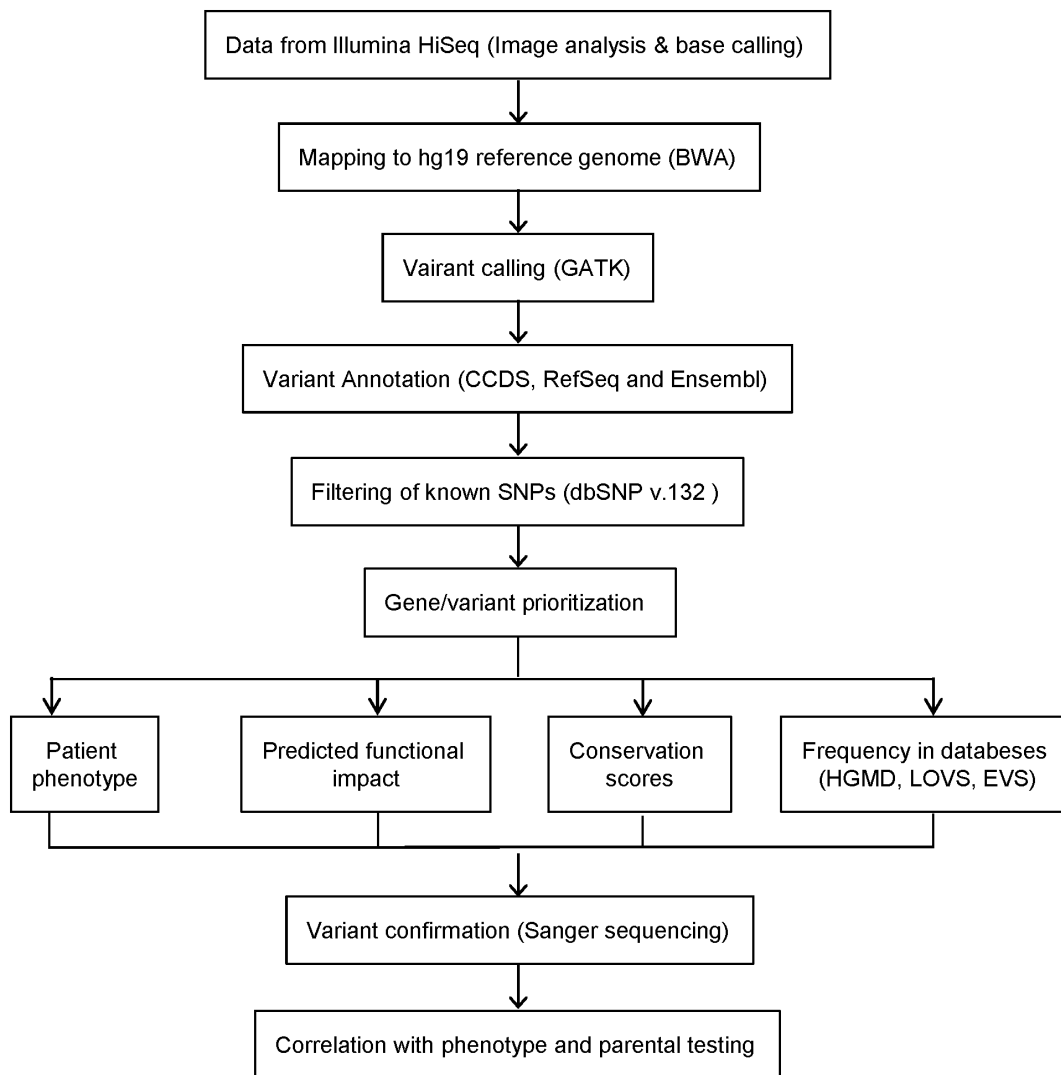 Data from Illumina HiSeq (Image analysis & base calling)
Mapping to hg19 reference genome (BWA)
Vairant calling (GATK)
Variant Annotation (CCDS, RefSeq and Ensembl)
Filtering of known SNPs (dbSNP v.132 )
Gene/variant prioritization
Patient
phenotype
Predicted functional
impact
Conservation
scores
Frequency in databeses
(HGMD, LOVS, EVS)
Variant confirmation (Sanger sequencing)
Correlation with phenotype and parental testing